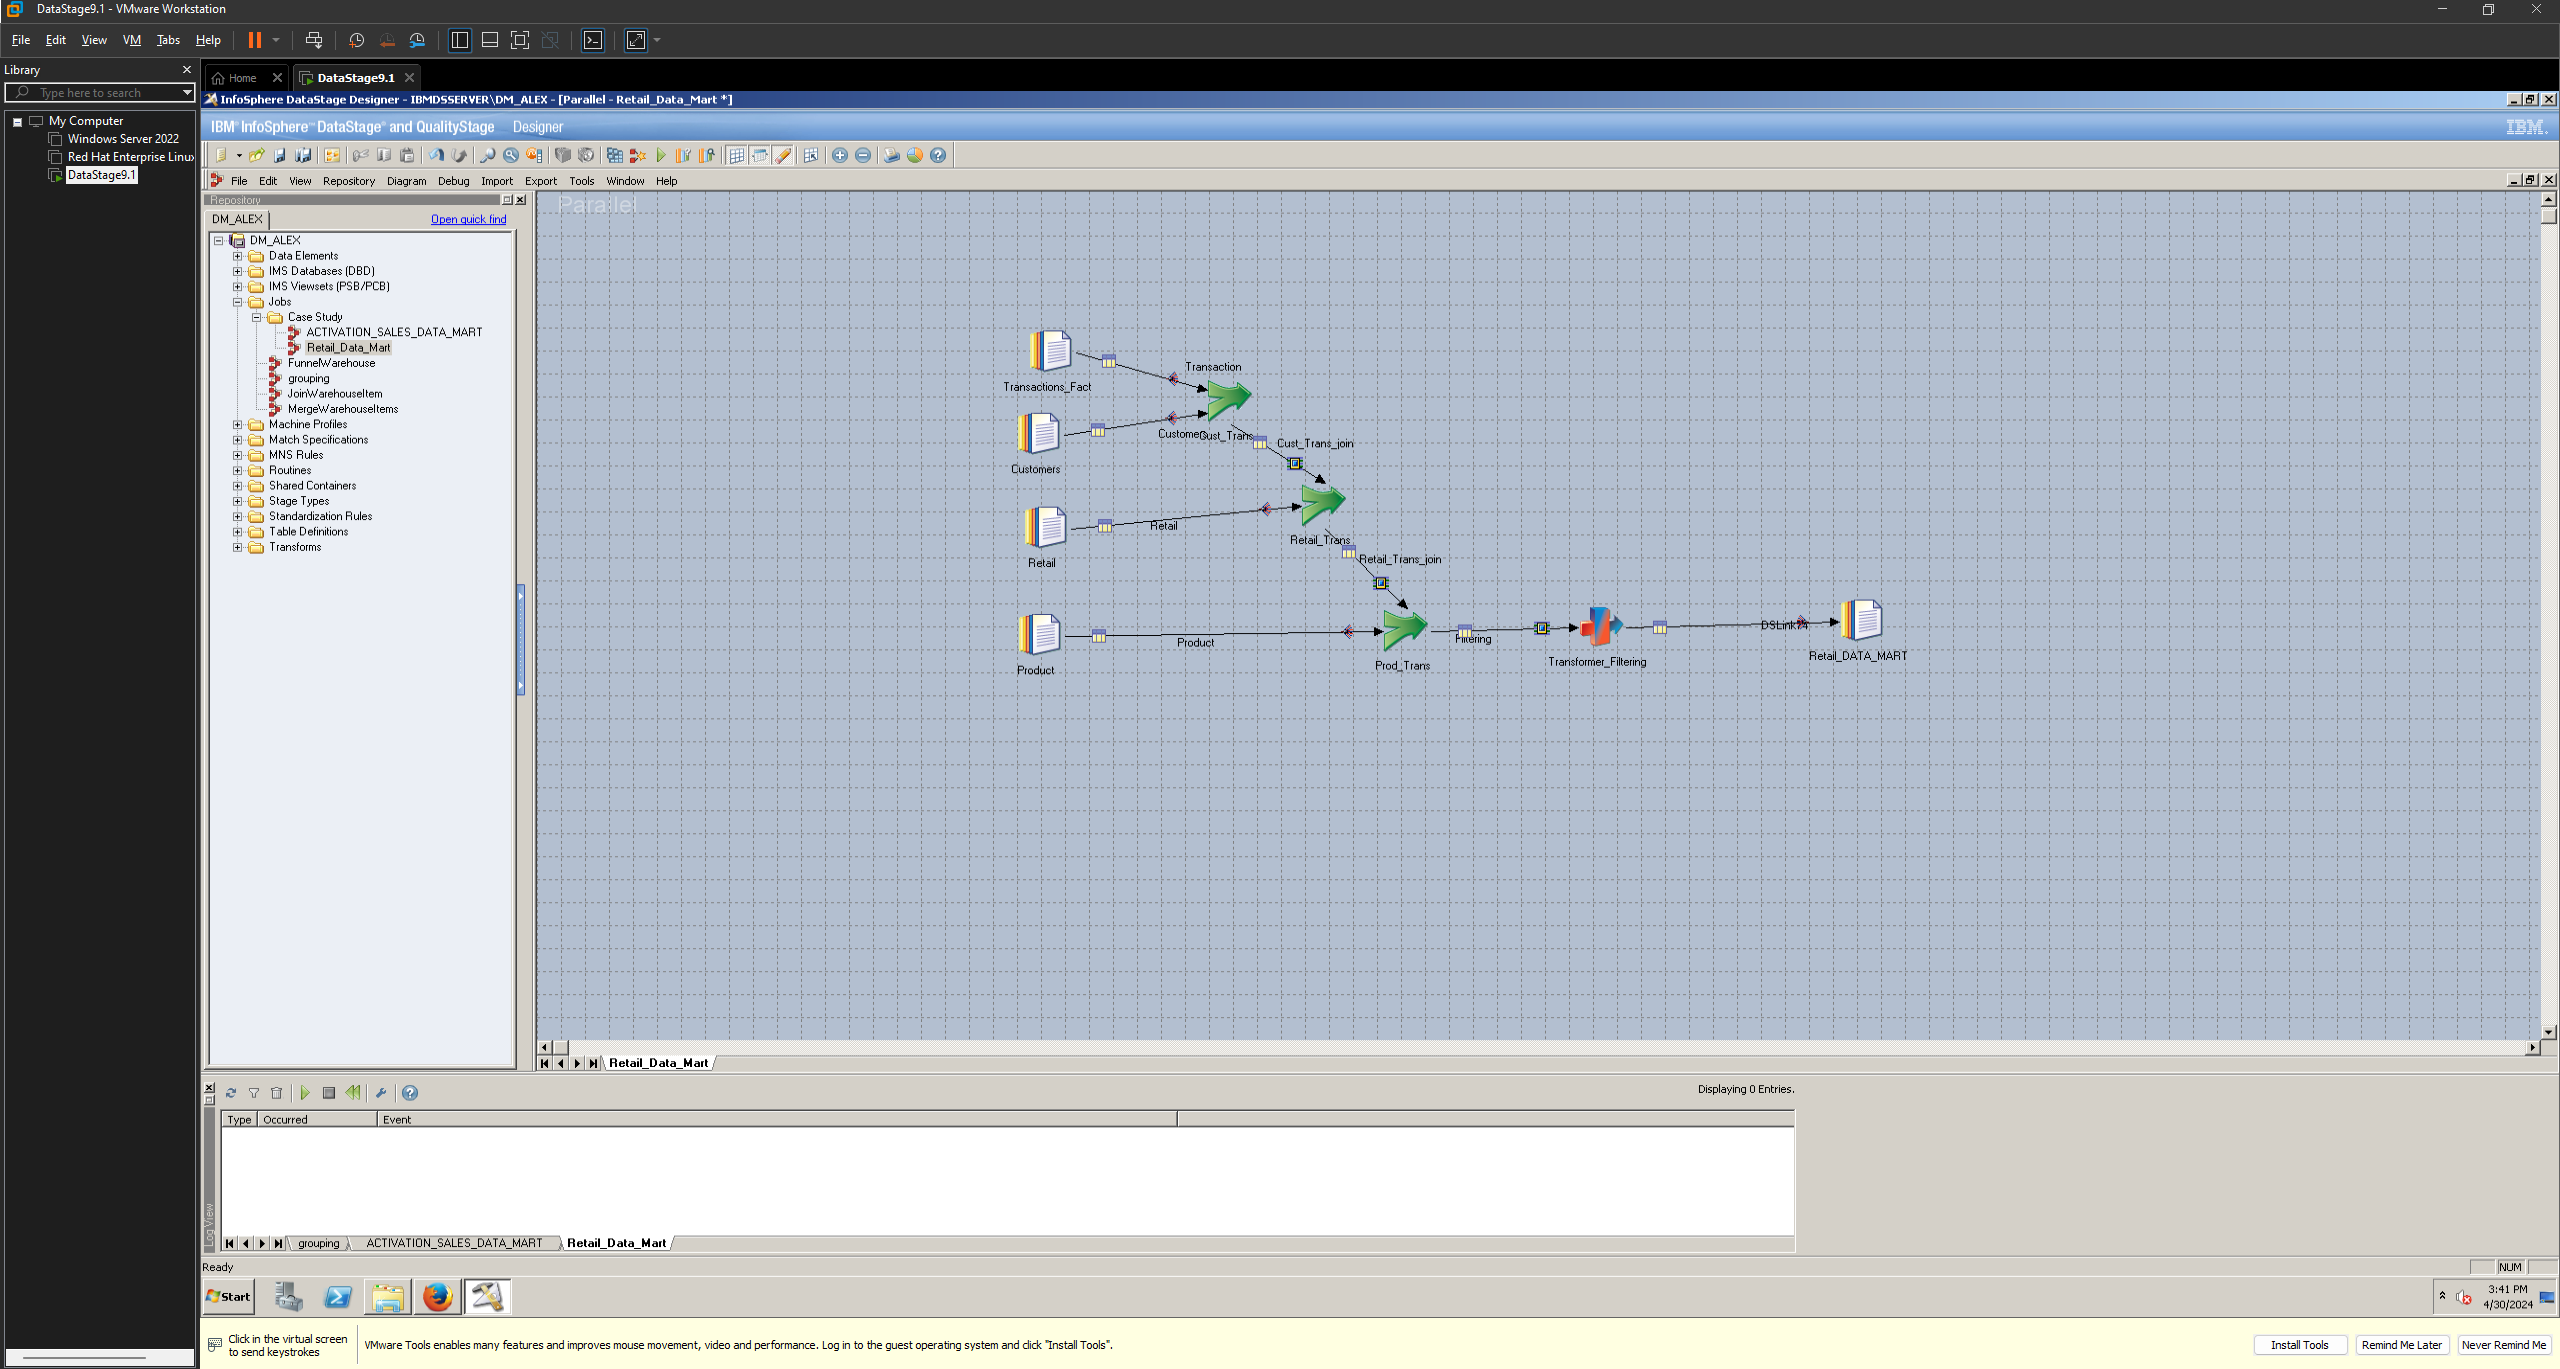 DataStage9.1 - VMware Workstation
File Edit View VM Tabs Help
Library
Type here to search
My Computer
Windows Server 2022
Red Hat Enterprise Linux
DataStage9.1
Home
DataStage9.1
InfoSphere DataStage Designer - IBMDSSERVER\DM_ALEX - [Parallel - Retail_Data_Mart *]
IBM® InfoSphere™ DataStage® and QualityStage Designer
IBM.
File Edit View Repository Diagram Debug Import Export Tools Window Help
Repository
DM_ALEX
Open quick find
DM_ALEX
Data Elements
IMS Databases (DBD)
IMS Viewsets (PSB/PCB)
Jobs
Case Study
ACTIVATION_SALES_DATA_MART
Retail_Data_Mart
FunnelWarehouse
grouping
JoinWarehouseItem
MergeWarehouseItems
Machine Profiles
Match Specifications
MNS Rules
Routines
Shared Containers
Stage Types
Standardization Rules
Table Definitions
Transforms
Parallel
Transaction
Transactions_Fact
Customer
Cust_Trans
Cust_Trans_join
Customers
Retail
Retail_Trans
Retail_Trans_join
Retail
Product
Filtering
DSLink74
Product
Prod_Trans
Transformer_Filtering
Retail_DATA_MART
Retail_Data_Mart
Displaying 0 Entries.
Type Occurred Event
Log View
grouping ACTIVATION_SALES_DATA_MART Retail_Data_Mart
Ready
NUM
Start
3:41 PM
4/30/2024
Click in the virtual screen
to send keystrokes
VMware Tools enables many features and improves mouse movement, video and performance. Log in to the guest operating system and click "Install Tools".
Install Tools
Remind Me Later
Never Remind Me